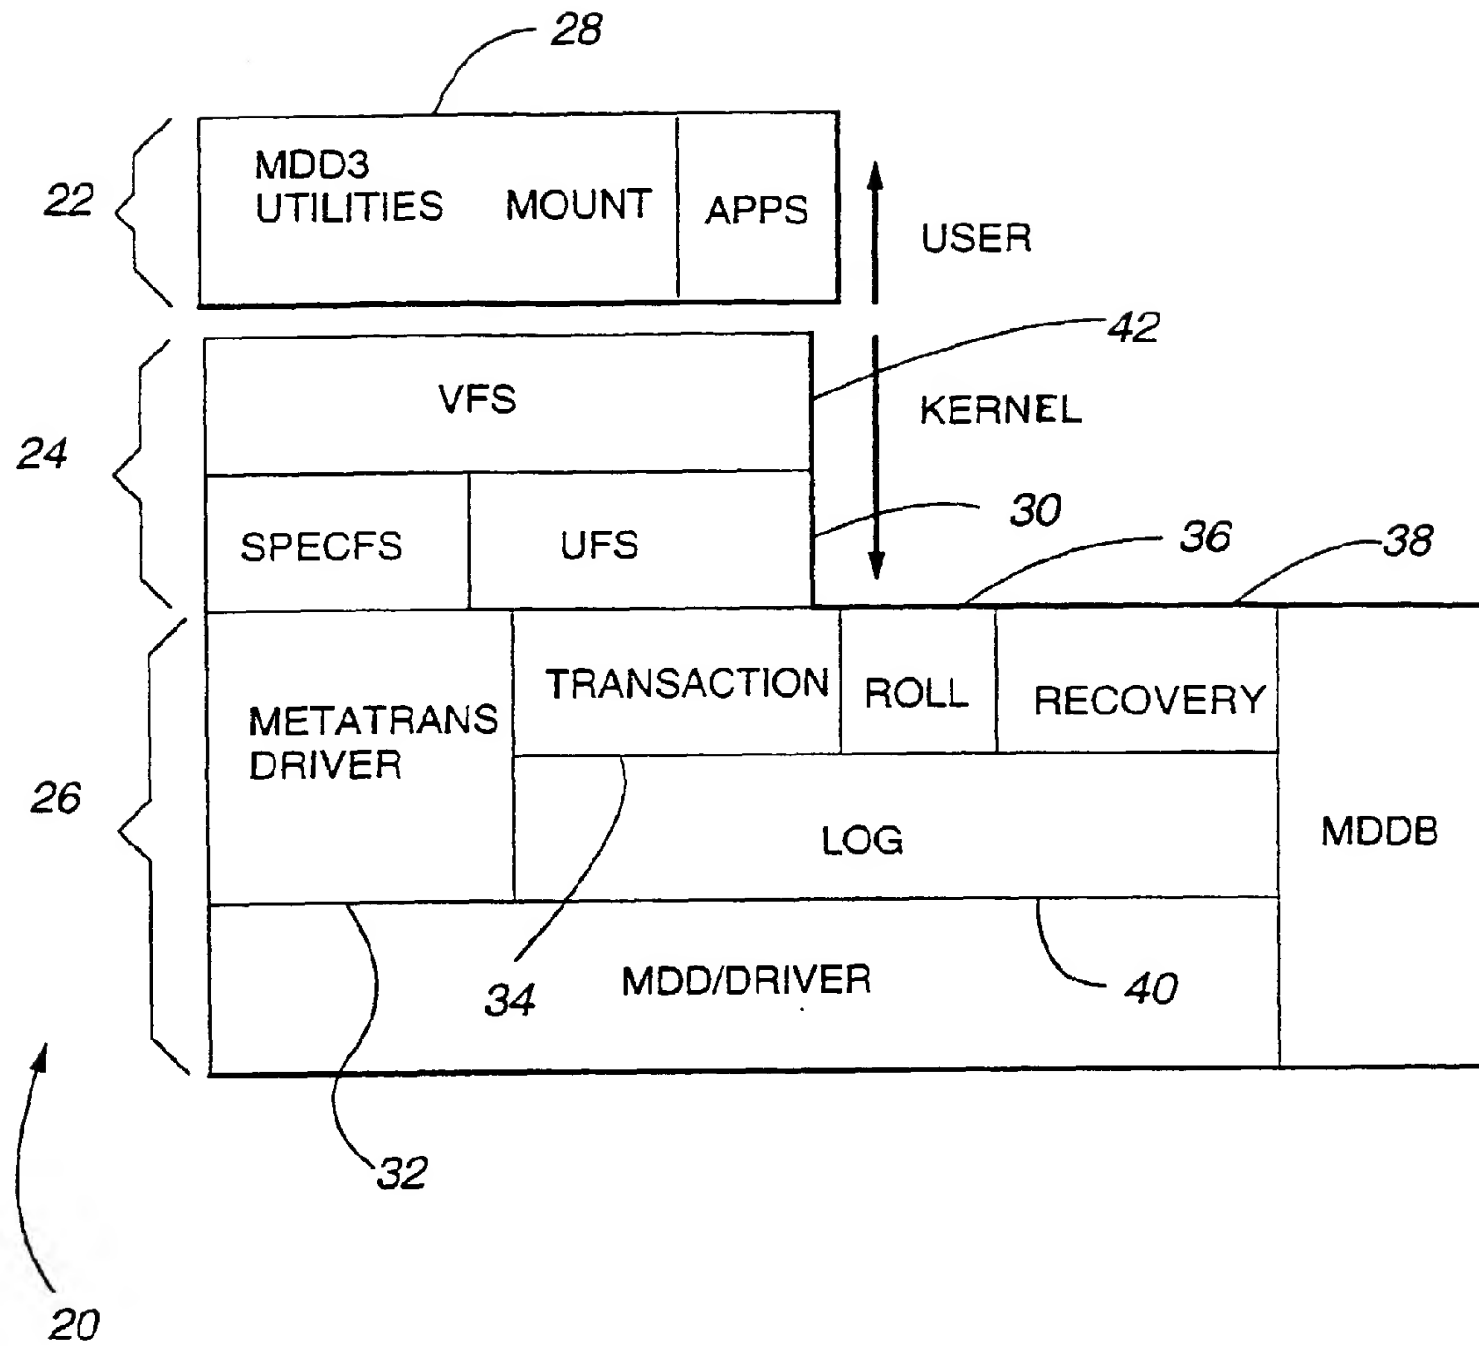 28
MDD3
UTILITIES
MOUNT
APPS
22
USER
42
VFS
KERNEL
24
30
36
38
SPECFS
UFS
TRANSACTION
ROLL
RECOVERY
METATRANS
DRIVER
26
LOG
MDDB
MDD/DRIVER
34
40
32
20